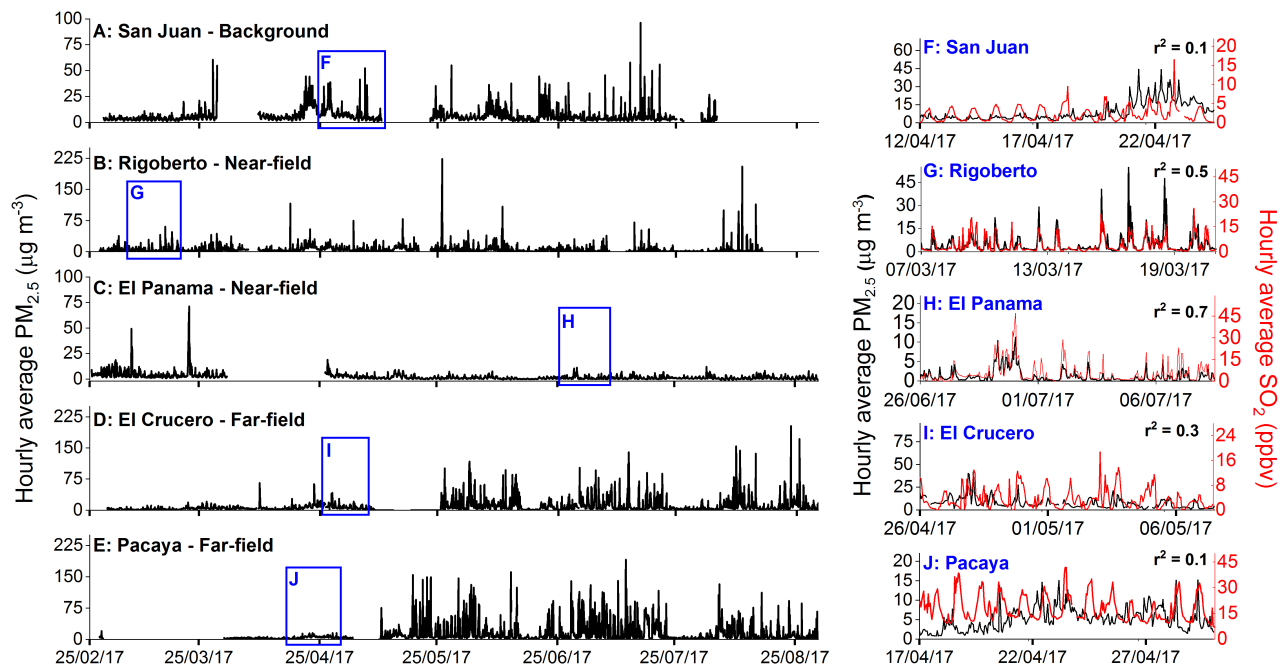 Hourly average PM2.5 (µg m-3)
A: San Juan - Background
100
75
50
25
0
F
B: Rigoberto - Near-field
225
150
75
0
G
C: El Panama - Near-field
100
75
50
25
0
H
D: El Crucero - Far-field
225
150
75
0
I
E: Pacaya - Far-field
225
150
75
0
J
25/02/17 25/03/17 25/04/17 25/05/17 25/06/17 25/07/17 25/08/17
Hourly average PM2.5 (µg m-3)
Hourly average SO2 (ppbv)
F: San Juan r2 = 0.1
60
45
30
15
0
20
15
10
5
0
12/04/17 17/04/17 22/04/17
G: Rigoberto r2 = 0.5
45
30
15
0
45
30
15
0
07/03/17 13/03/17 19/03/17
H: El Panama r2 = 0.7
20
15
10
5
0
45
30
15
0
26/06/17 01/07/17 06/07/17
I: El Crucero r2 = 0.3
75
50
25
0
24
16
8
0
26/04/17 01/05/17 06/05/17
J: Pacaya r2 = 0.1
20
15
10
5
0
45
30
15
0
17/04/17 22/04/17 27/04/17